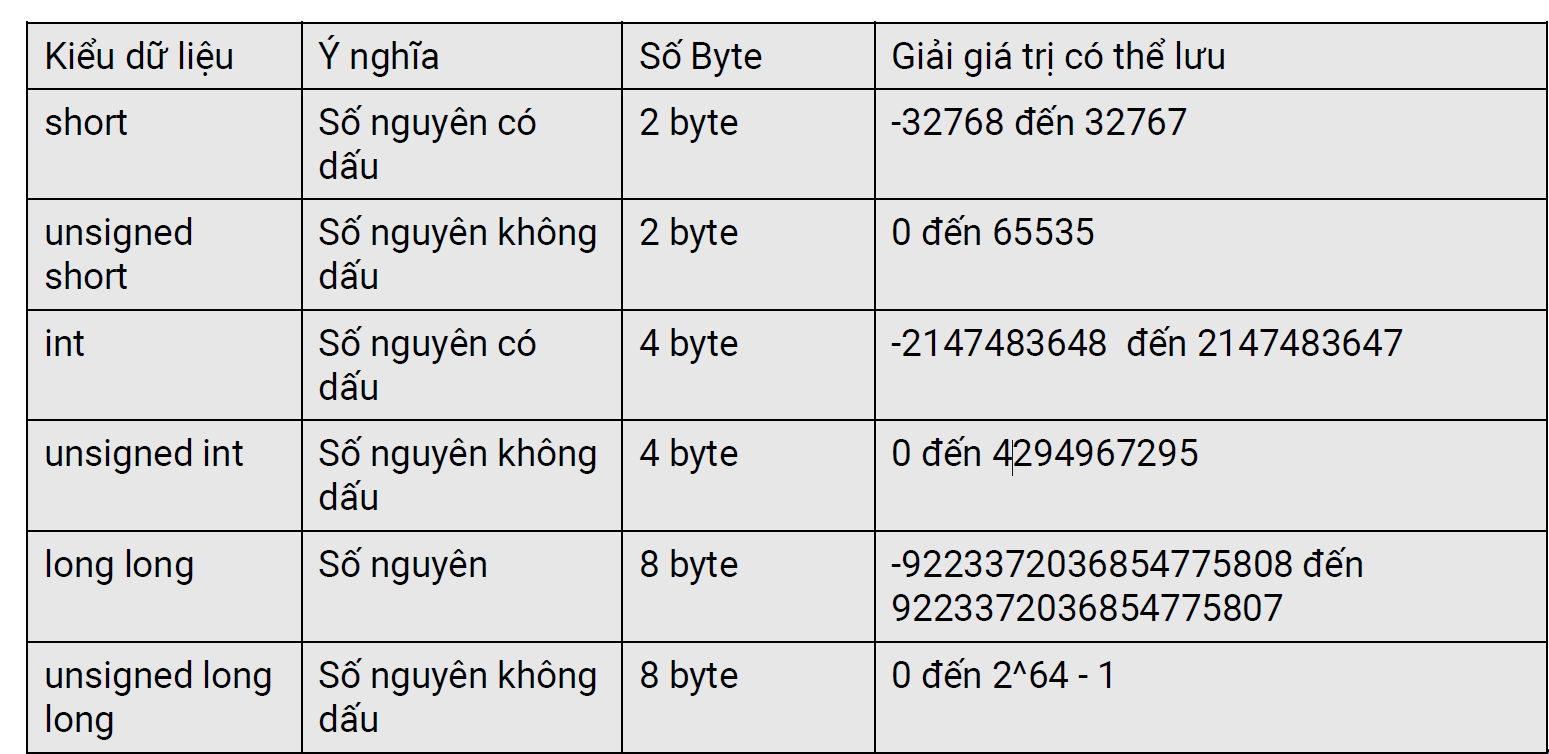 Kiểu dữ liệu
Ý nghĩa
Số Byte
Giải giá trị có thể lưu
short
Số nguyên có
dấu
2 byte
-32768 đến 32767
unsigned
short
Số nguyên không
dấu
2 byte
0 đến 65535
int
Số nguyên có
dấu
4 byte
-2147483648  đến 2147483647
unsigned int
Số nguyên không
dấu
4 byte
0 đến 4294967295
long long
Số nguyên
8 byte
-9223372036854775808 đến
9223372036854775807
unsigned long
long
Số nguyên không
dấu
8 byte
0 đến 2^64 - 1